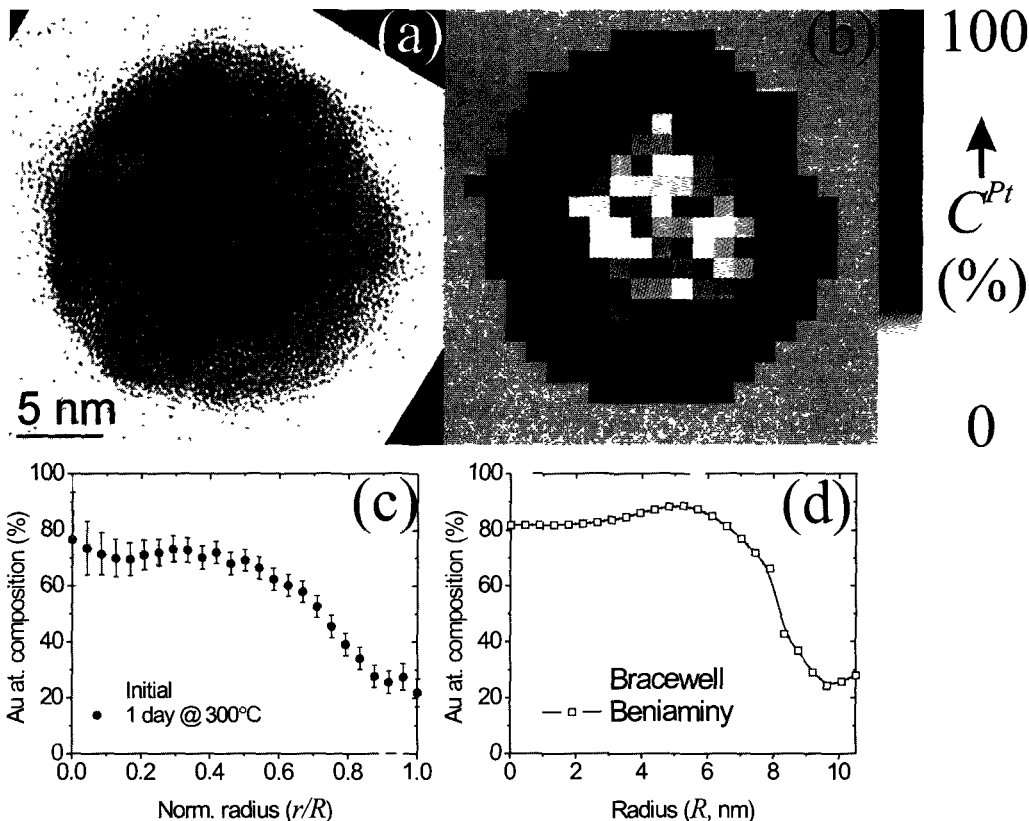 (a)
(b)
100
C^Pt
(%)
0
5 nm
(c)
100
80
60
40
20
0
Au at. composition (%)
Initial
1 day @ 300°C
0.0 0.2 0.4 0.6 0.8 1.0
Norm. radius (r/R)
(d)
100
80
60
40
20
0
Au at. composition (%)
Bracewell
Beniaminy
0 2 4 6 8 10
Radius (R, nm)